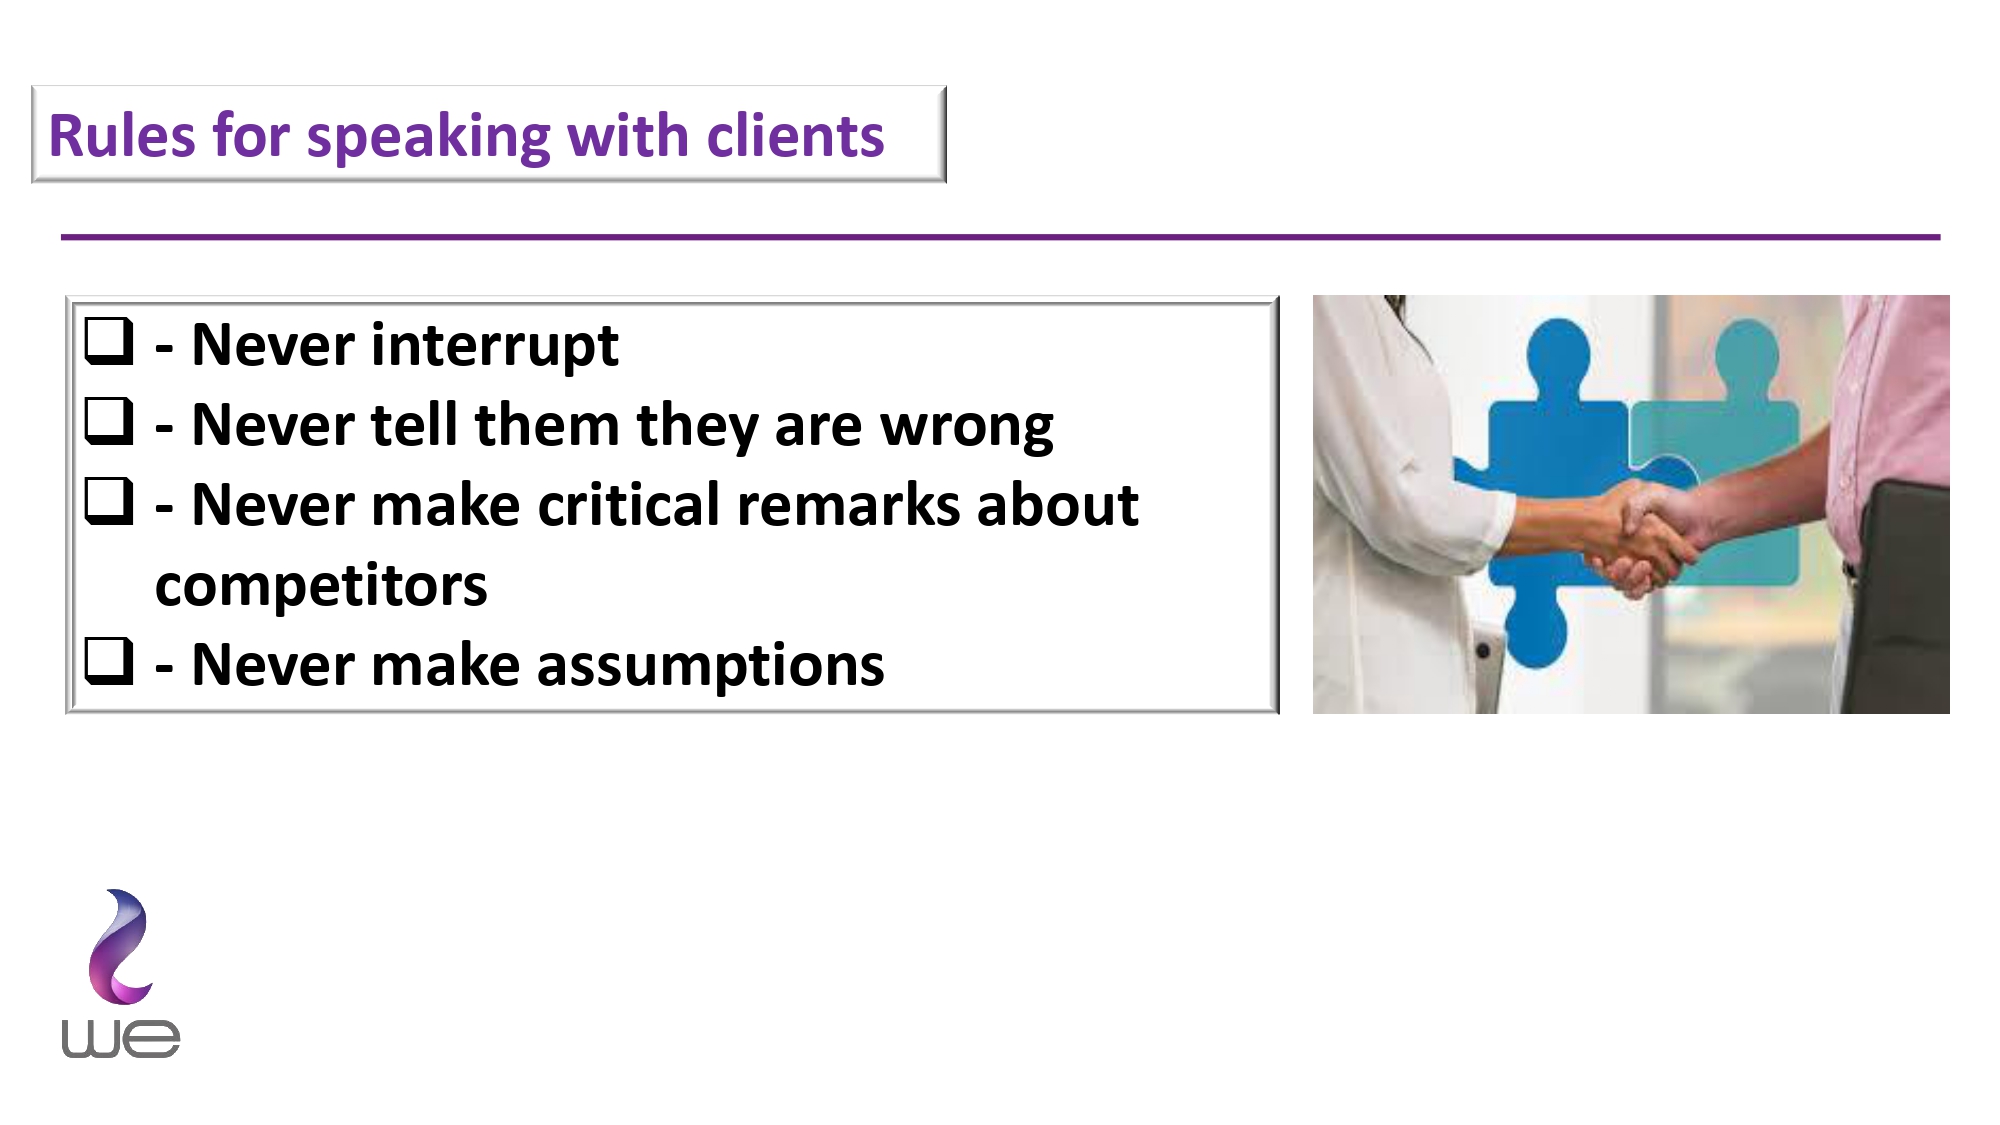 Rules for speaking with clients
❑ - Never interrupt
❑ - Never tell them they are wrong
❑ - Never make critical remarks about
competitors
❑ - Never make assumptions
we